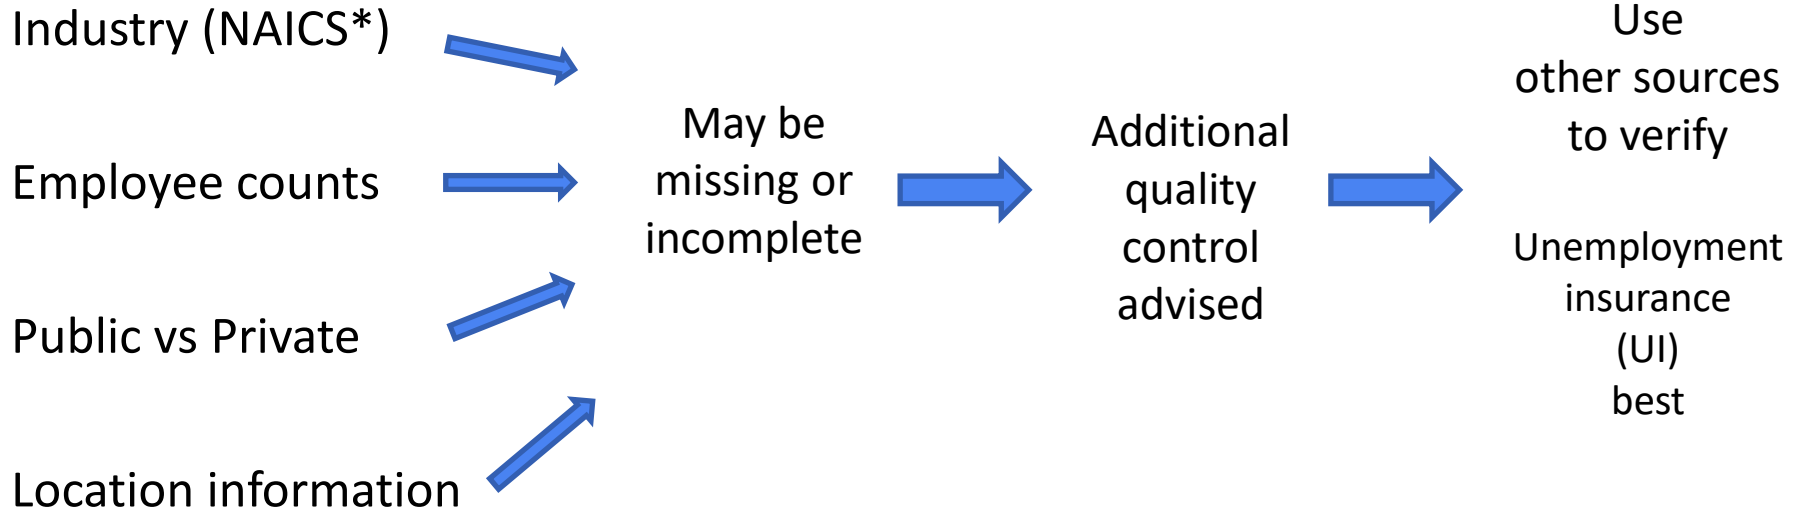 Industry (NAICS*)
Employee counts
Public vs Private
Location information
May be
missing or
incomplete
Additional
quality
control
advised
Use
other sources
to verify
Unemployment
insurance
(UI)
best